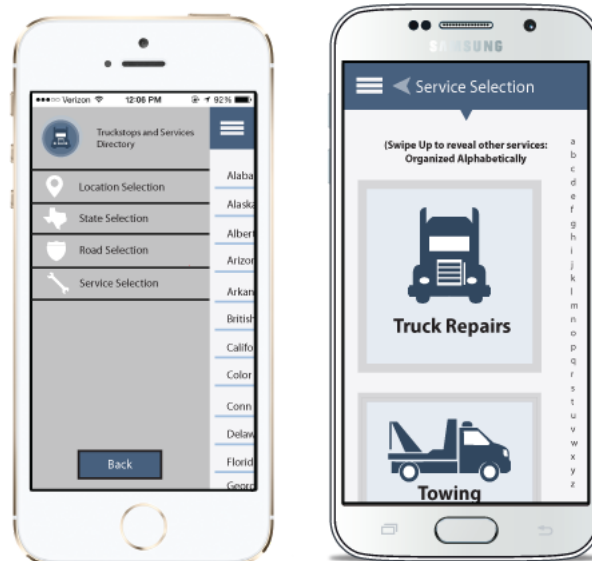 Verizon 12:06 PM 92%
Truckstops and Services
Directory
Location Selection
State Selection
Road Selection
Service Selection
Back
Alaba
Alaska
Albert
Arizor
Arkan
British
Califo
Color
Conn
Delaw
Florid
Georg
SAMSUNG
Service Selection
(Swipe Up to reveal other services:
Organized Alphabetically
Truck Repairs
Towing
a
b
c
d
e
f
g
h
i
j
k
l
m
n
o
p
q
r
s
t
u
v
w
x
y
z